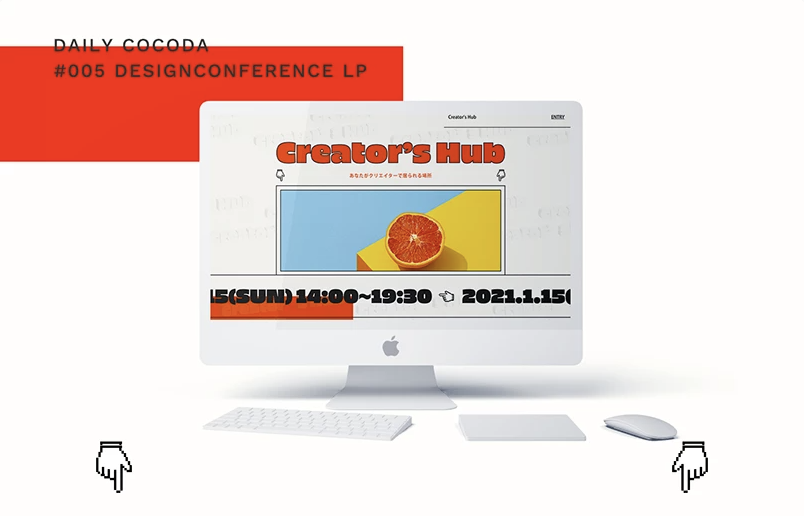 DAILY COCODA
#005 DESIGNCONFERENCE LP
Creator's Hub
ENTRY
Creator's Hub
あなたがクリエイターで居られる場所
15(SUN) 14:00~19:30 2021.1.15(